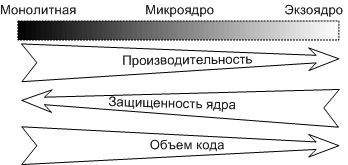 Монолитная Микроядро Экзоядро
Производительность
Защищенность ядра
Объем кода